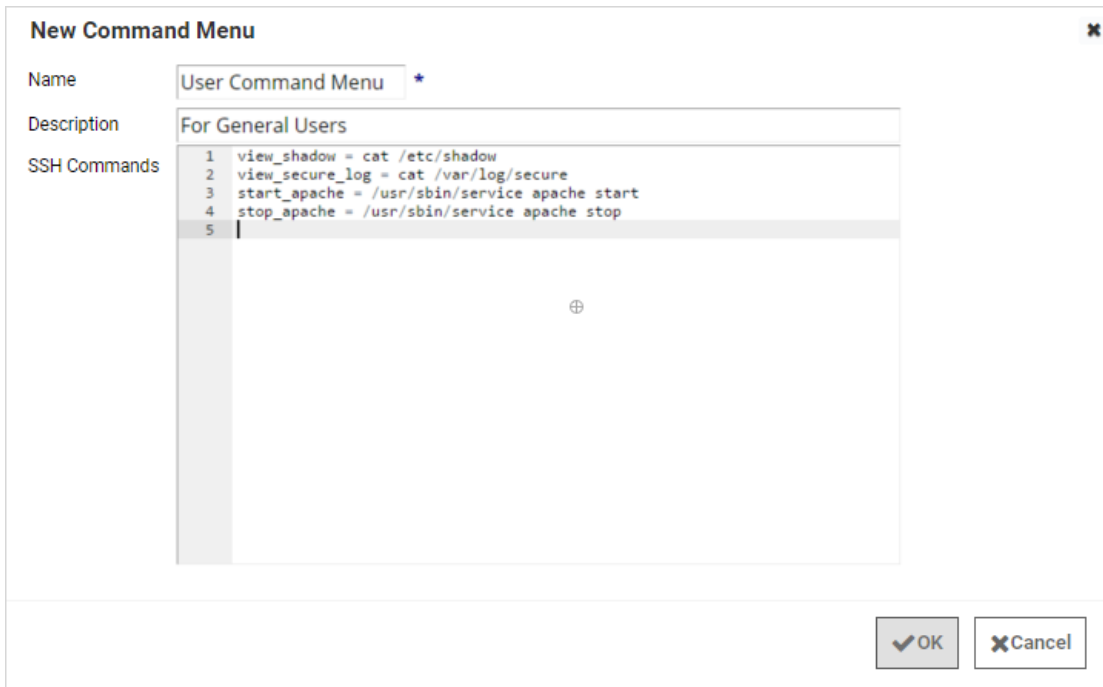 New Command Menu
Name User Command Menu *
Description For General Users
SSH Commands
1 view_shadow = cat /etc/shadow
2 view_secure_log = cat /var/log/secure
3 start_apache = /usr/sbin/service apache start
4 stop_apache = /usr/sbin/service apache stop
5
OK Cancel